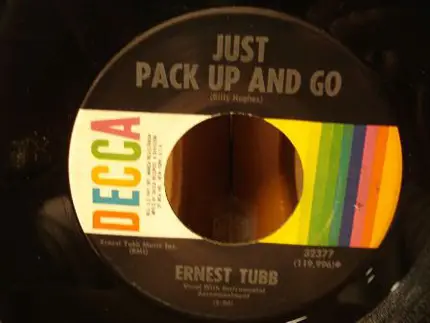 JUST
PACK UP AND GO
(Billy Hughes)
DECCA
Ernest Tubb Music Inc.
(BMI)
32377
(119,996)
ERNEST TUBB
Vocal With Instrumental
Accompaniment